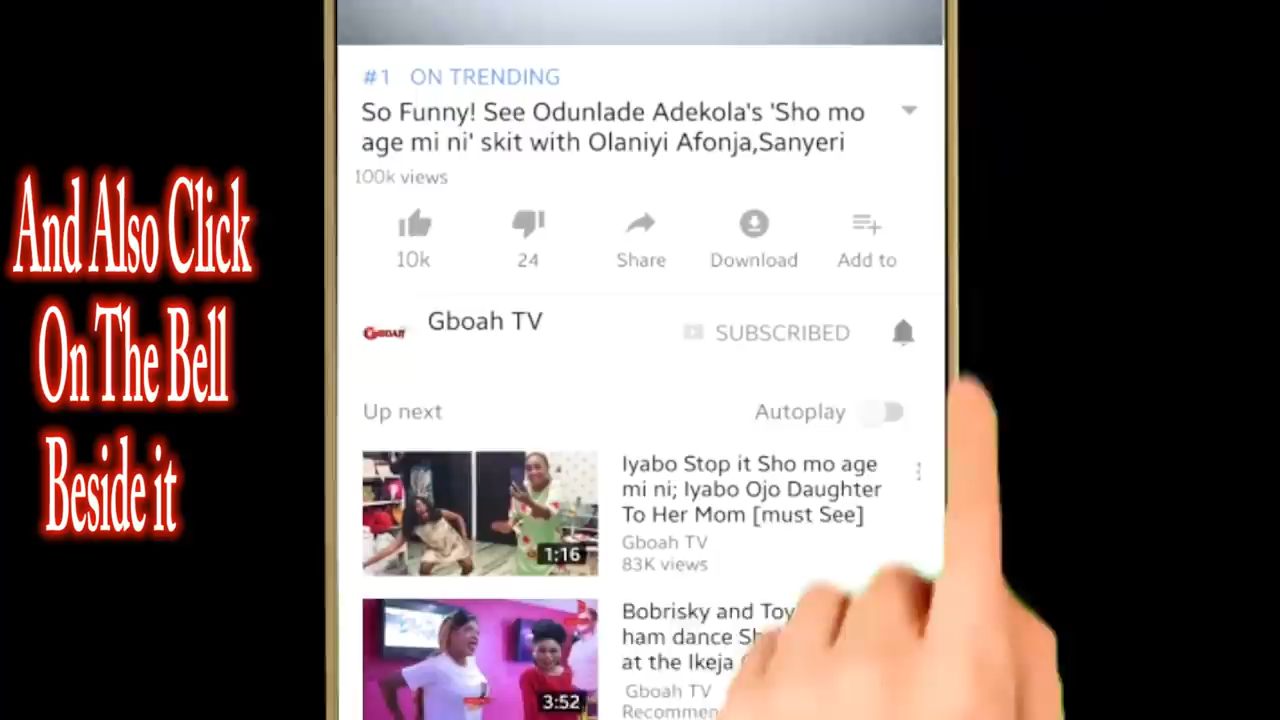 And Also Click
On The Bell
Beside it
#1 ON TRENDING
So Funny! See Odunlade Adekola's 'Sho mo
age mi ni' skit with Olaniyi Afonja,Sanyeri
100k views
10k
24
Share
Download
Add to
GBOAH
Gboah TV
SUBSCRIBED
Up next
Autoplay
1:16
Iyabo Stop it Sho mo age
mi ni; Iyabo Ojo Daughter
To Her Mom [must See]
Gboah TV
83K views
3:52
Bobrisky and
ham dance
at the Ikeja
Gboah TV